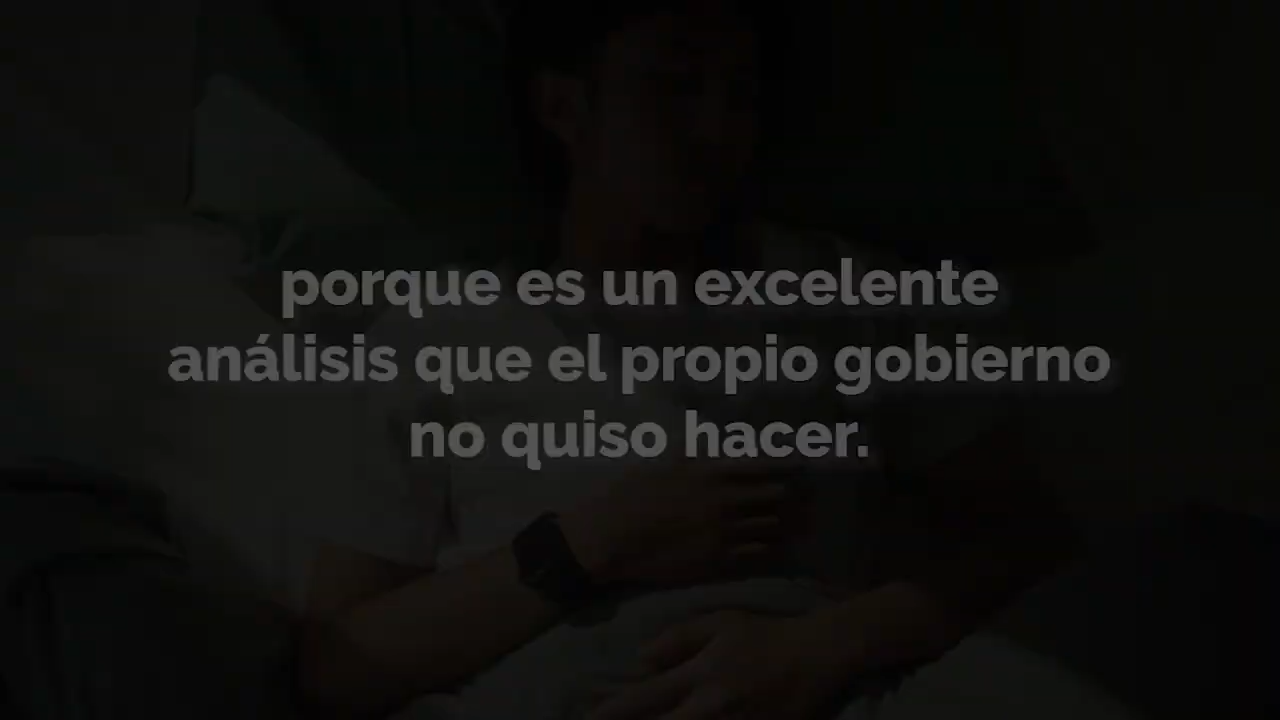 porque es un excelente
análisis que el propio gobierno
no quiso hacer.